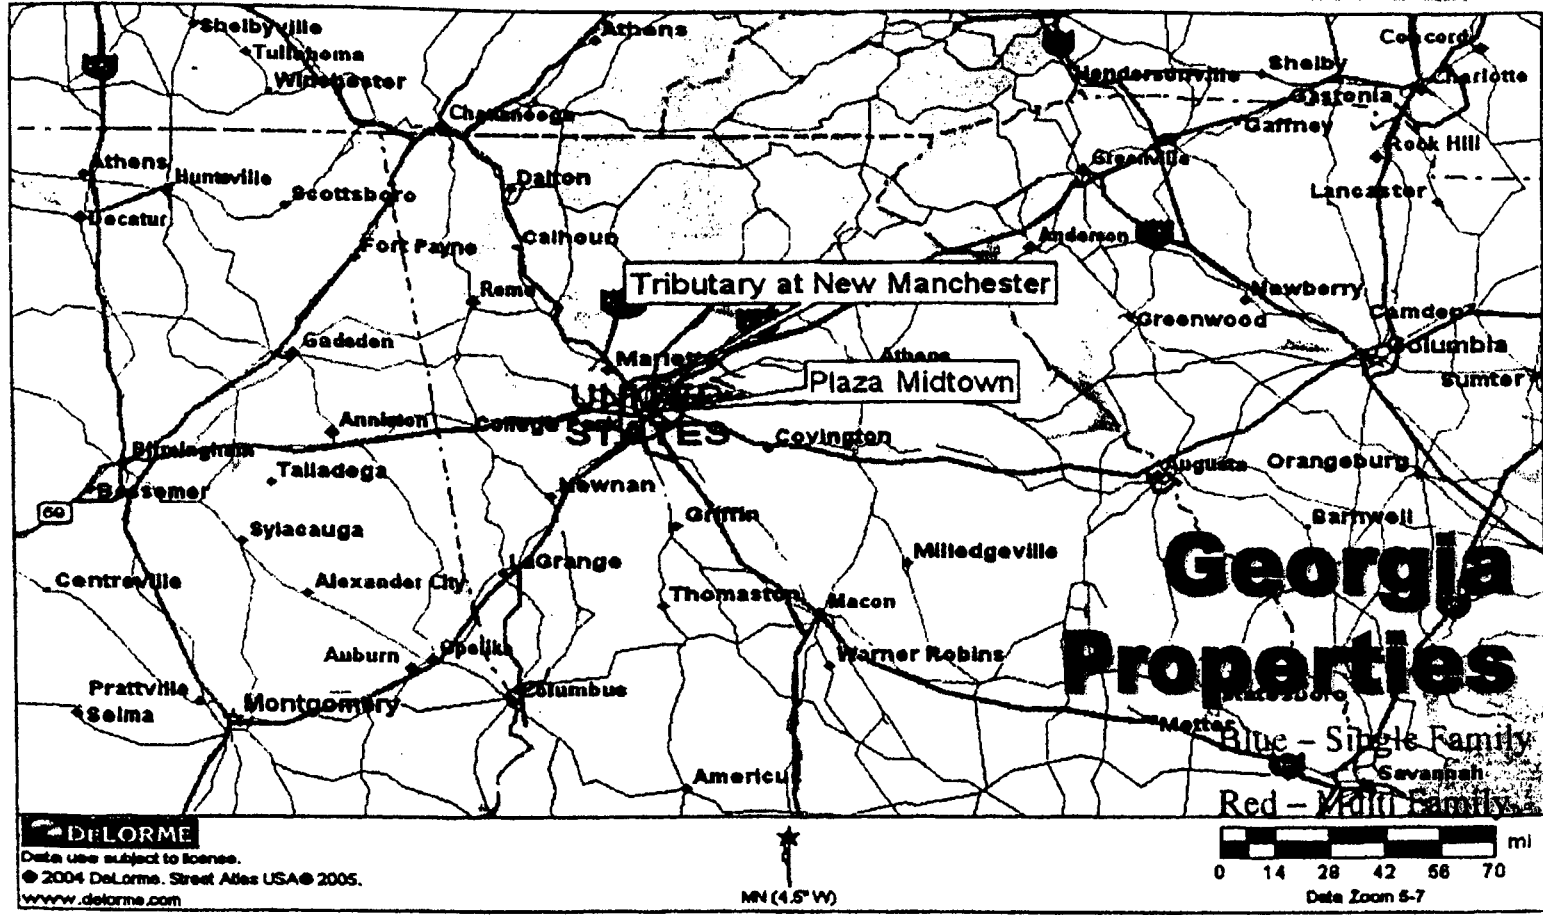 Shelbyville
Athens
Concord
Tullahoma
Winchester
Hendersonville
Shelby
Charlotte
Gastonia
Chattanooga
Gaffney
Rock Hill
Athens
Huntsville
Dalton
Greenville
Scottsboro
Lancaster
Decatur
Fort Payne
Calhoun
Anderson
Tributary at New Manchester
Rome
Newberry
Greenwood
Camden
Gadsden
Marietta
Athens
Columbia
Plaza Midtown
Sumter
UNITED
STATES
Anniston
College Park
Covington
Birmingham
Talladega
Augusta
Orangeburg
Bessemer
Newnan
59
Griffin
Barnwell
Sylacauga
Georgia
Milledgeville
LaGrange
Centreville
Alexander City
Thomaston
Macon
Properties
Auburn
Opelika
Warner Robins
Prattville
Montgomery
Columbus
Statesboro
Selma
Metter
Blue – Single Family
Americus
Savannah
Red – Multi Family
DELORME
Data use subject to license.
© 2004 DeLorme. Street Atlas USA® 2005.
www.delorme.com
MN (4.5° W)
mi
0 14 28 42 56 70
Data Zoom 5-7